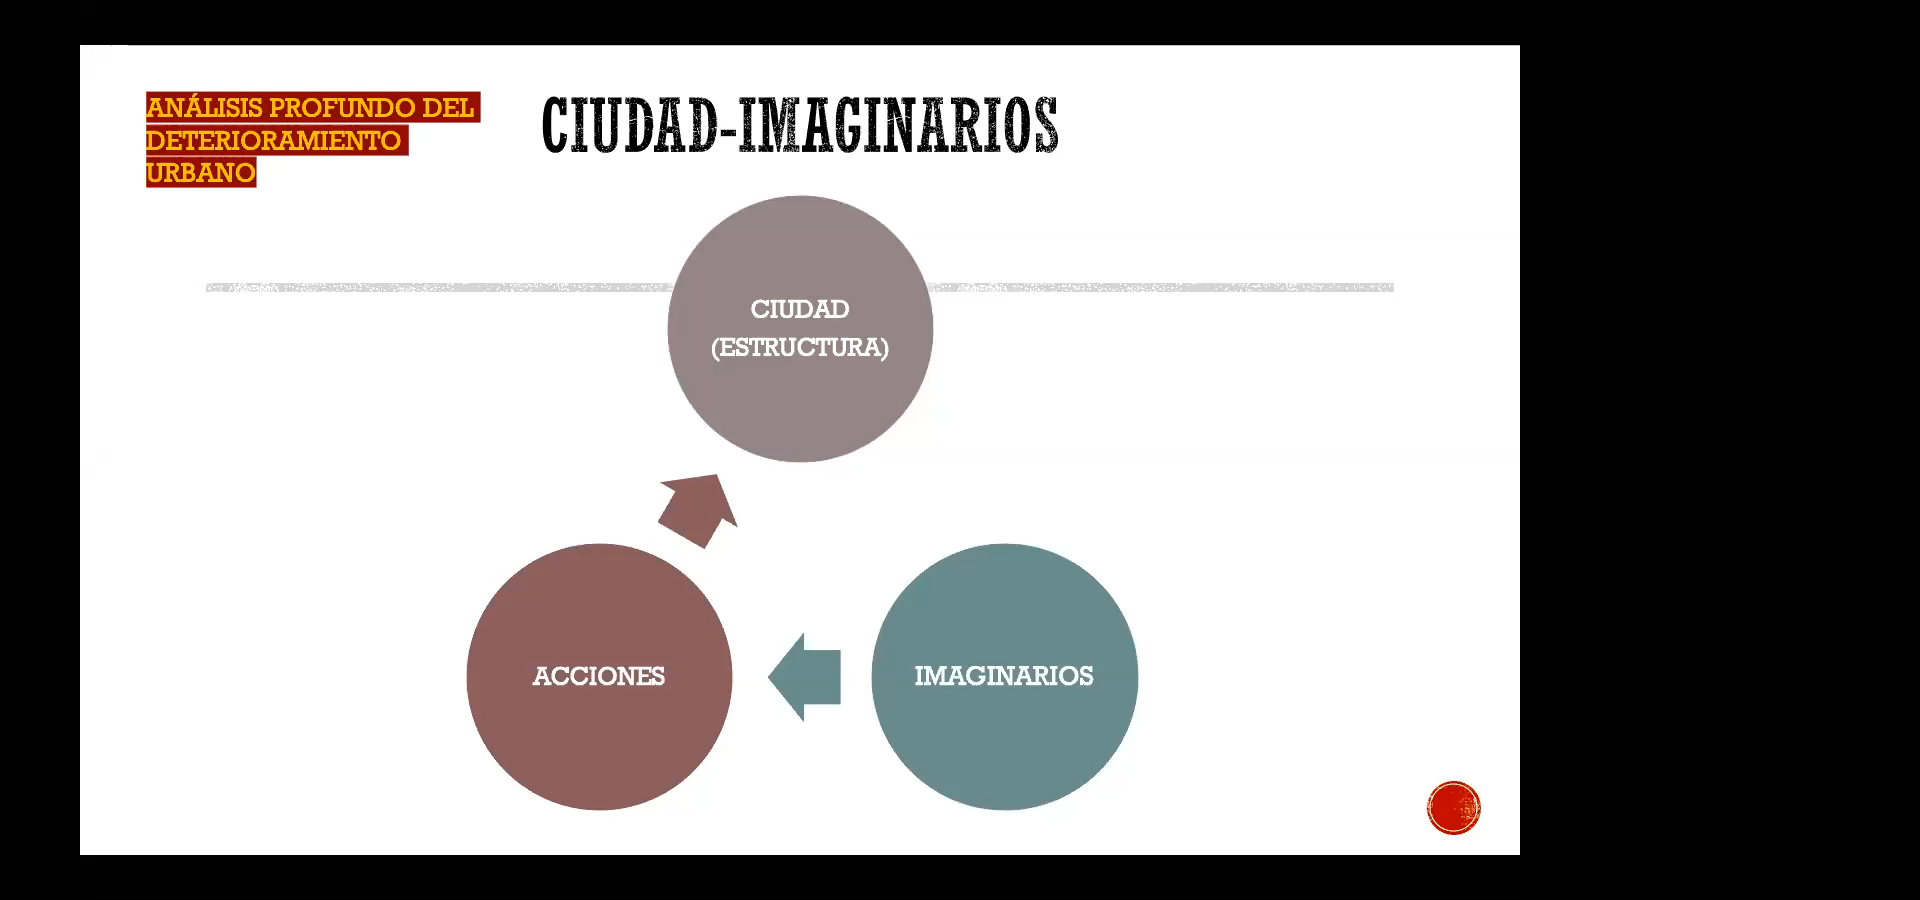 ANÁLISIS PROFUNDO DEL
DETERIORAMIENTO
URBANO
CIUDAD-IMAGINARIOS
CIUDAD
(ESTRUCTURA)
ACCIONES
IMAGINARIOS